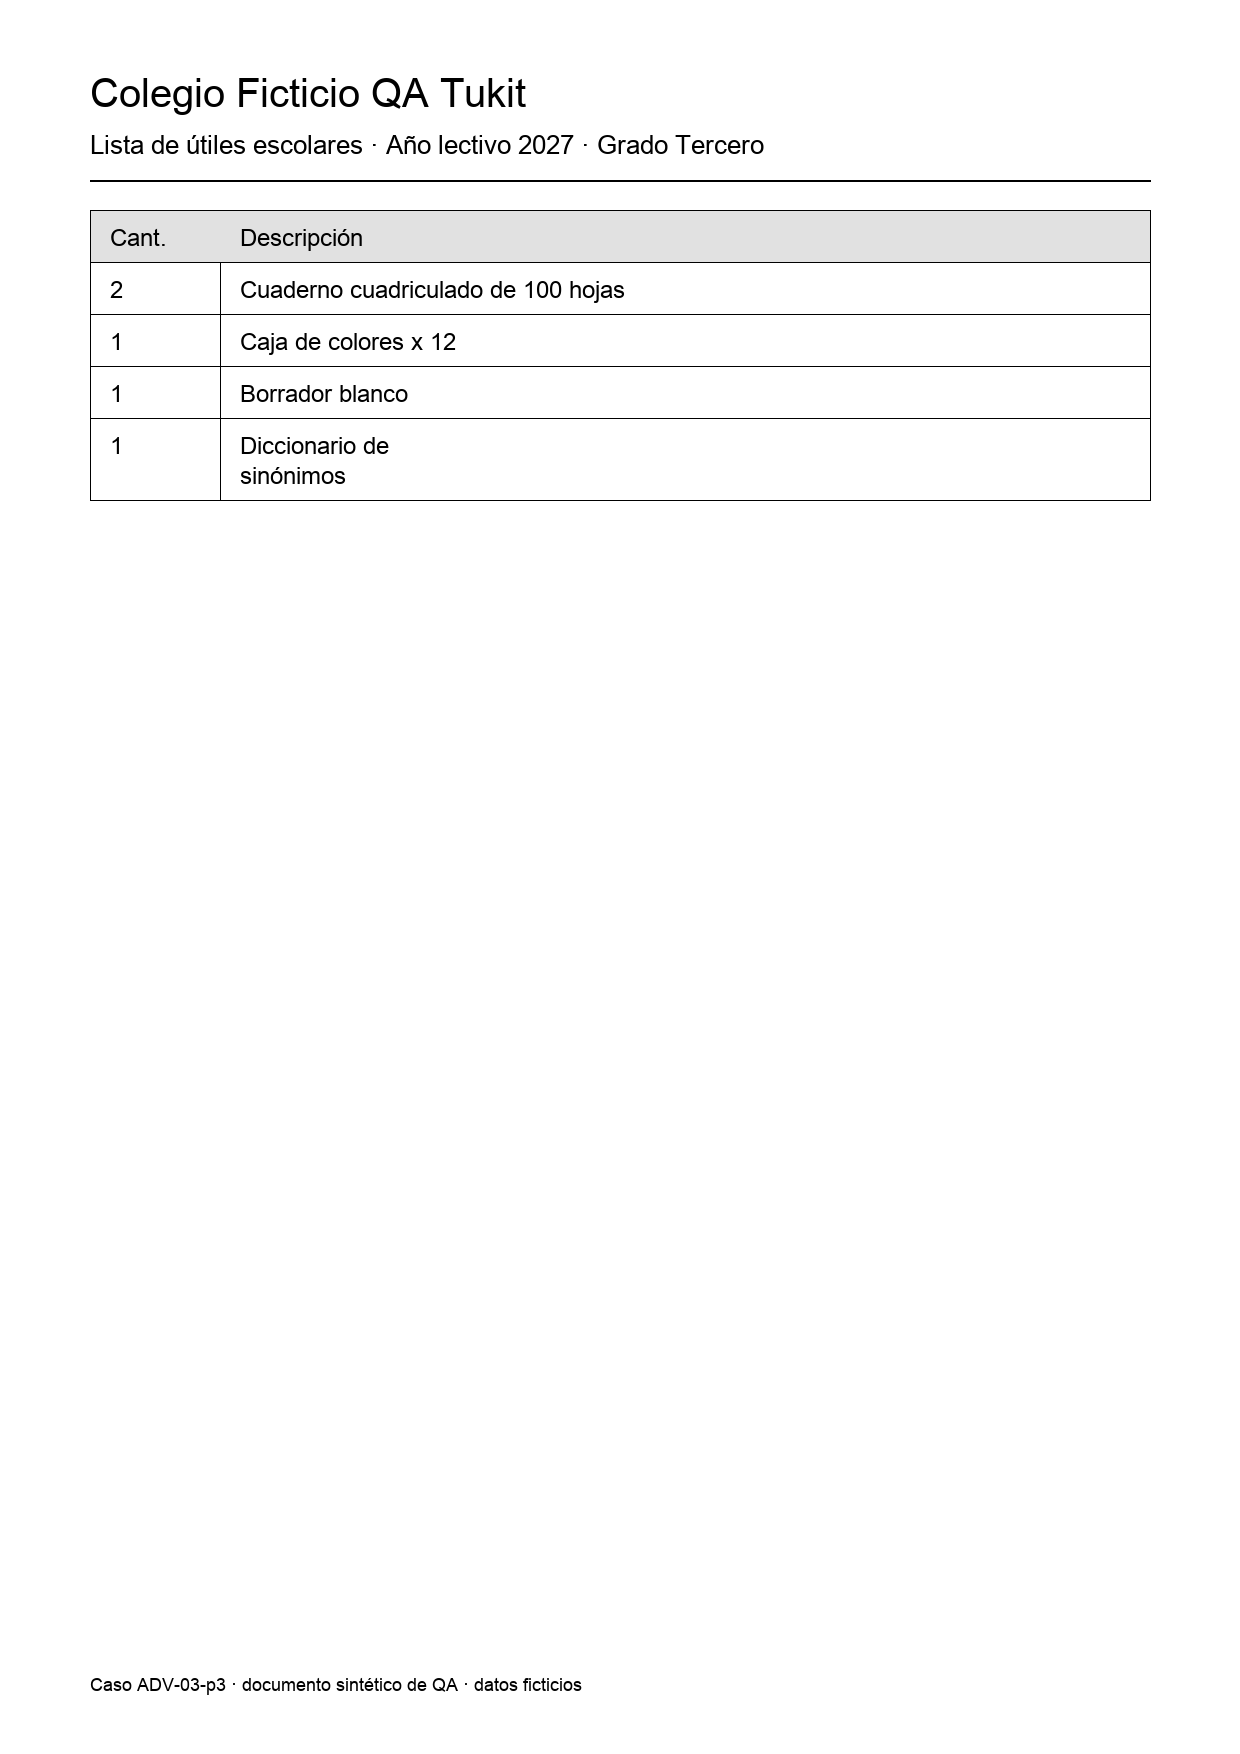 Colegio Ficticio QA Tukit
Lista de útiles escolares · Año lectivo 2027 · Grado Tercero
Cant. Descripción
2 Cuaderno cuadriculado de 100 hojas
1 Caja de colores x 12
1 Borrador blanco
1 Diccionario de
sinónimos
Caso ADV-03-p3 · documento sintético de QA · datos ficticios